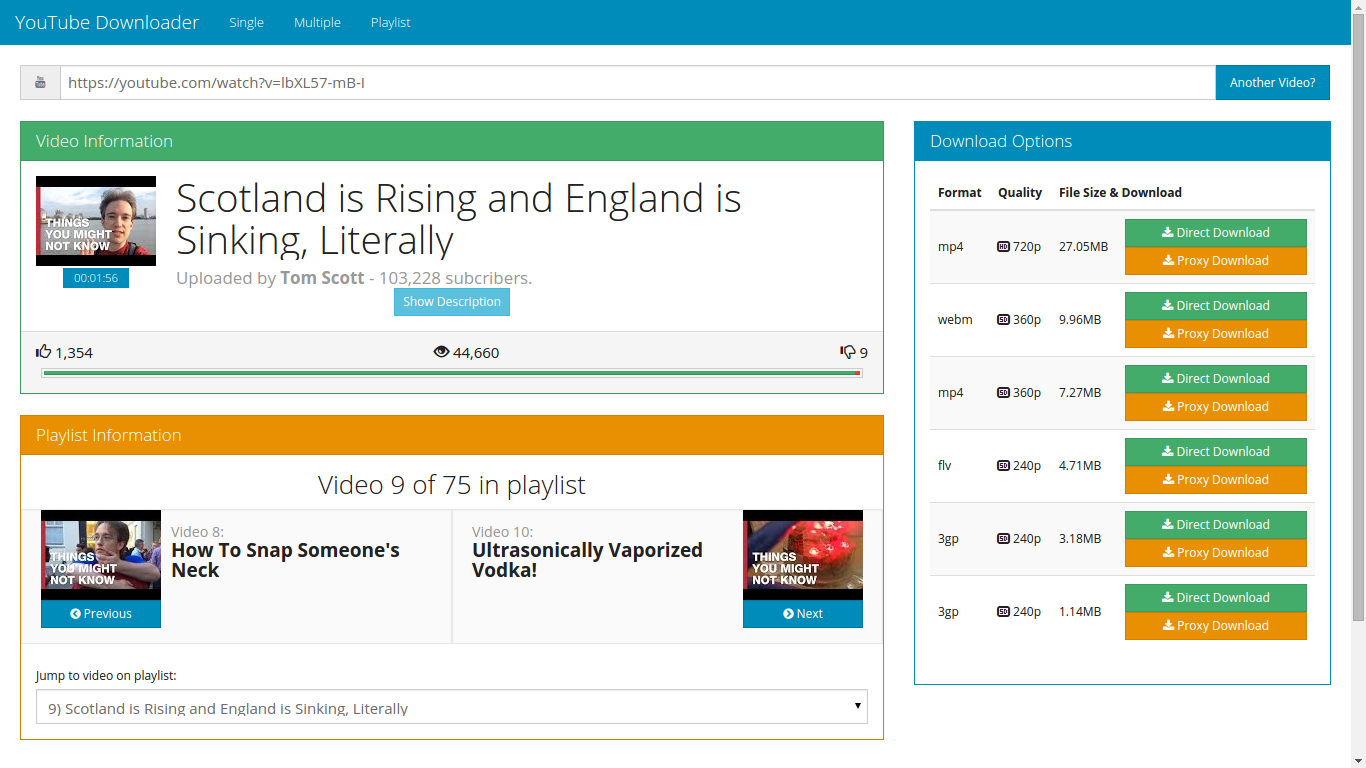 YouTube Downloader Single Multiple Playlist
https://youtube.com/watch?v=lbXL57-mB-I Another Video?
Video Information
THINGS
YOU MIGHT
NOT KNOW
00:01:56
Scotland is Rising and England is
Sinking, Literally
Uploaded by Tom Scott - 103,228 subcribers.
Show Description
1,354 44,660 9
Playlist Information
Video 9 of 75 in playlist
THINGS
YOU MIGHT
NOT KNOW
Previous
Video 8:
How To Snap Someone's
Neck
Video 10:
Ultrasonically Vaporized
Vodka!
THINGS
YOU MIGHT
NOT KNOW
Next
Jump to video on playlist:
9) Scotland is Rising and England is Sinking, Literally
Download Options
Format Quality File Size & Download
mp4 HD 720p 27.05MB Direct Download
Proxy Download
webm SD 360p 9.96MB Direct Download
Proxy Download
mp4 SD 360p 7.27MB Direct Download
Proxy Download
flv SD 240p 4.71MB Direct Download
Proxy Download
3gp SD 240p 3.18MB Direct Download
Proxy Download
3gp SD 240p 1.14MB Direct Download
Proxy Download